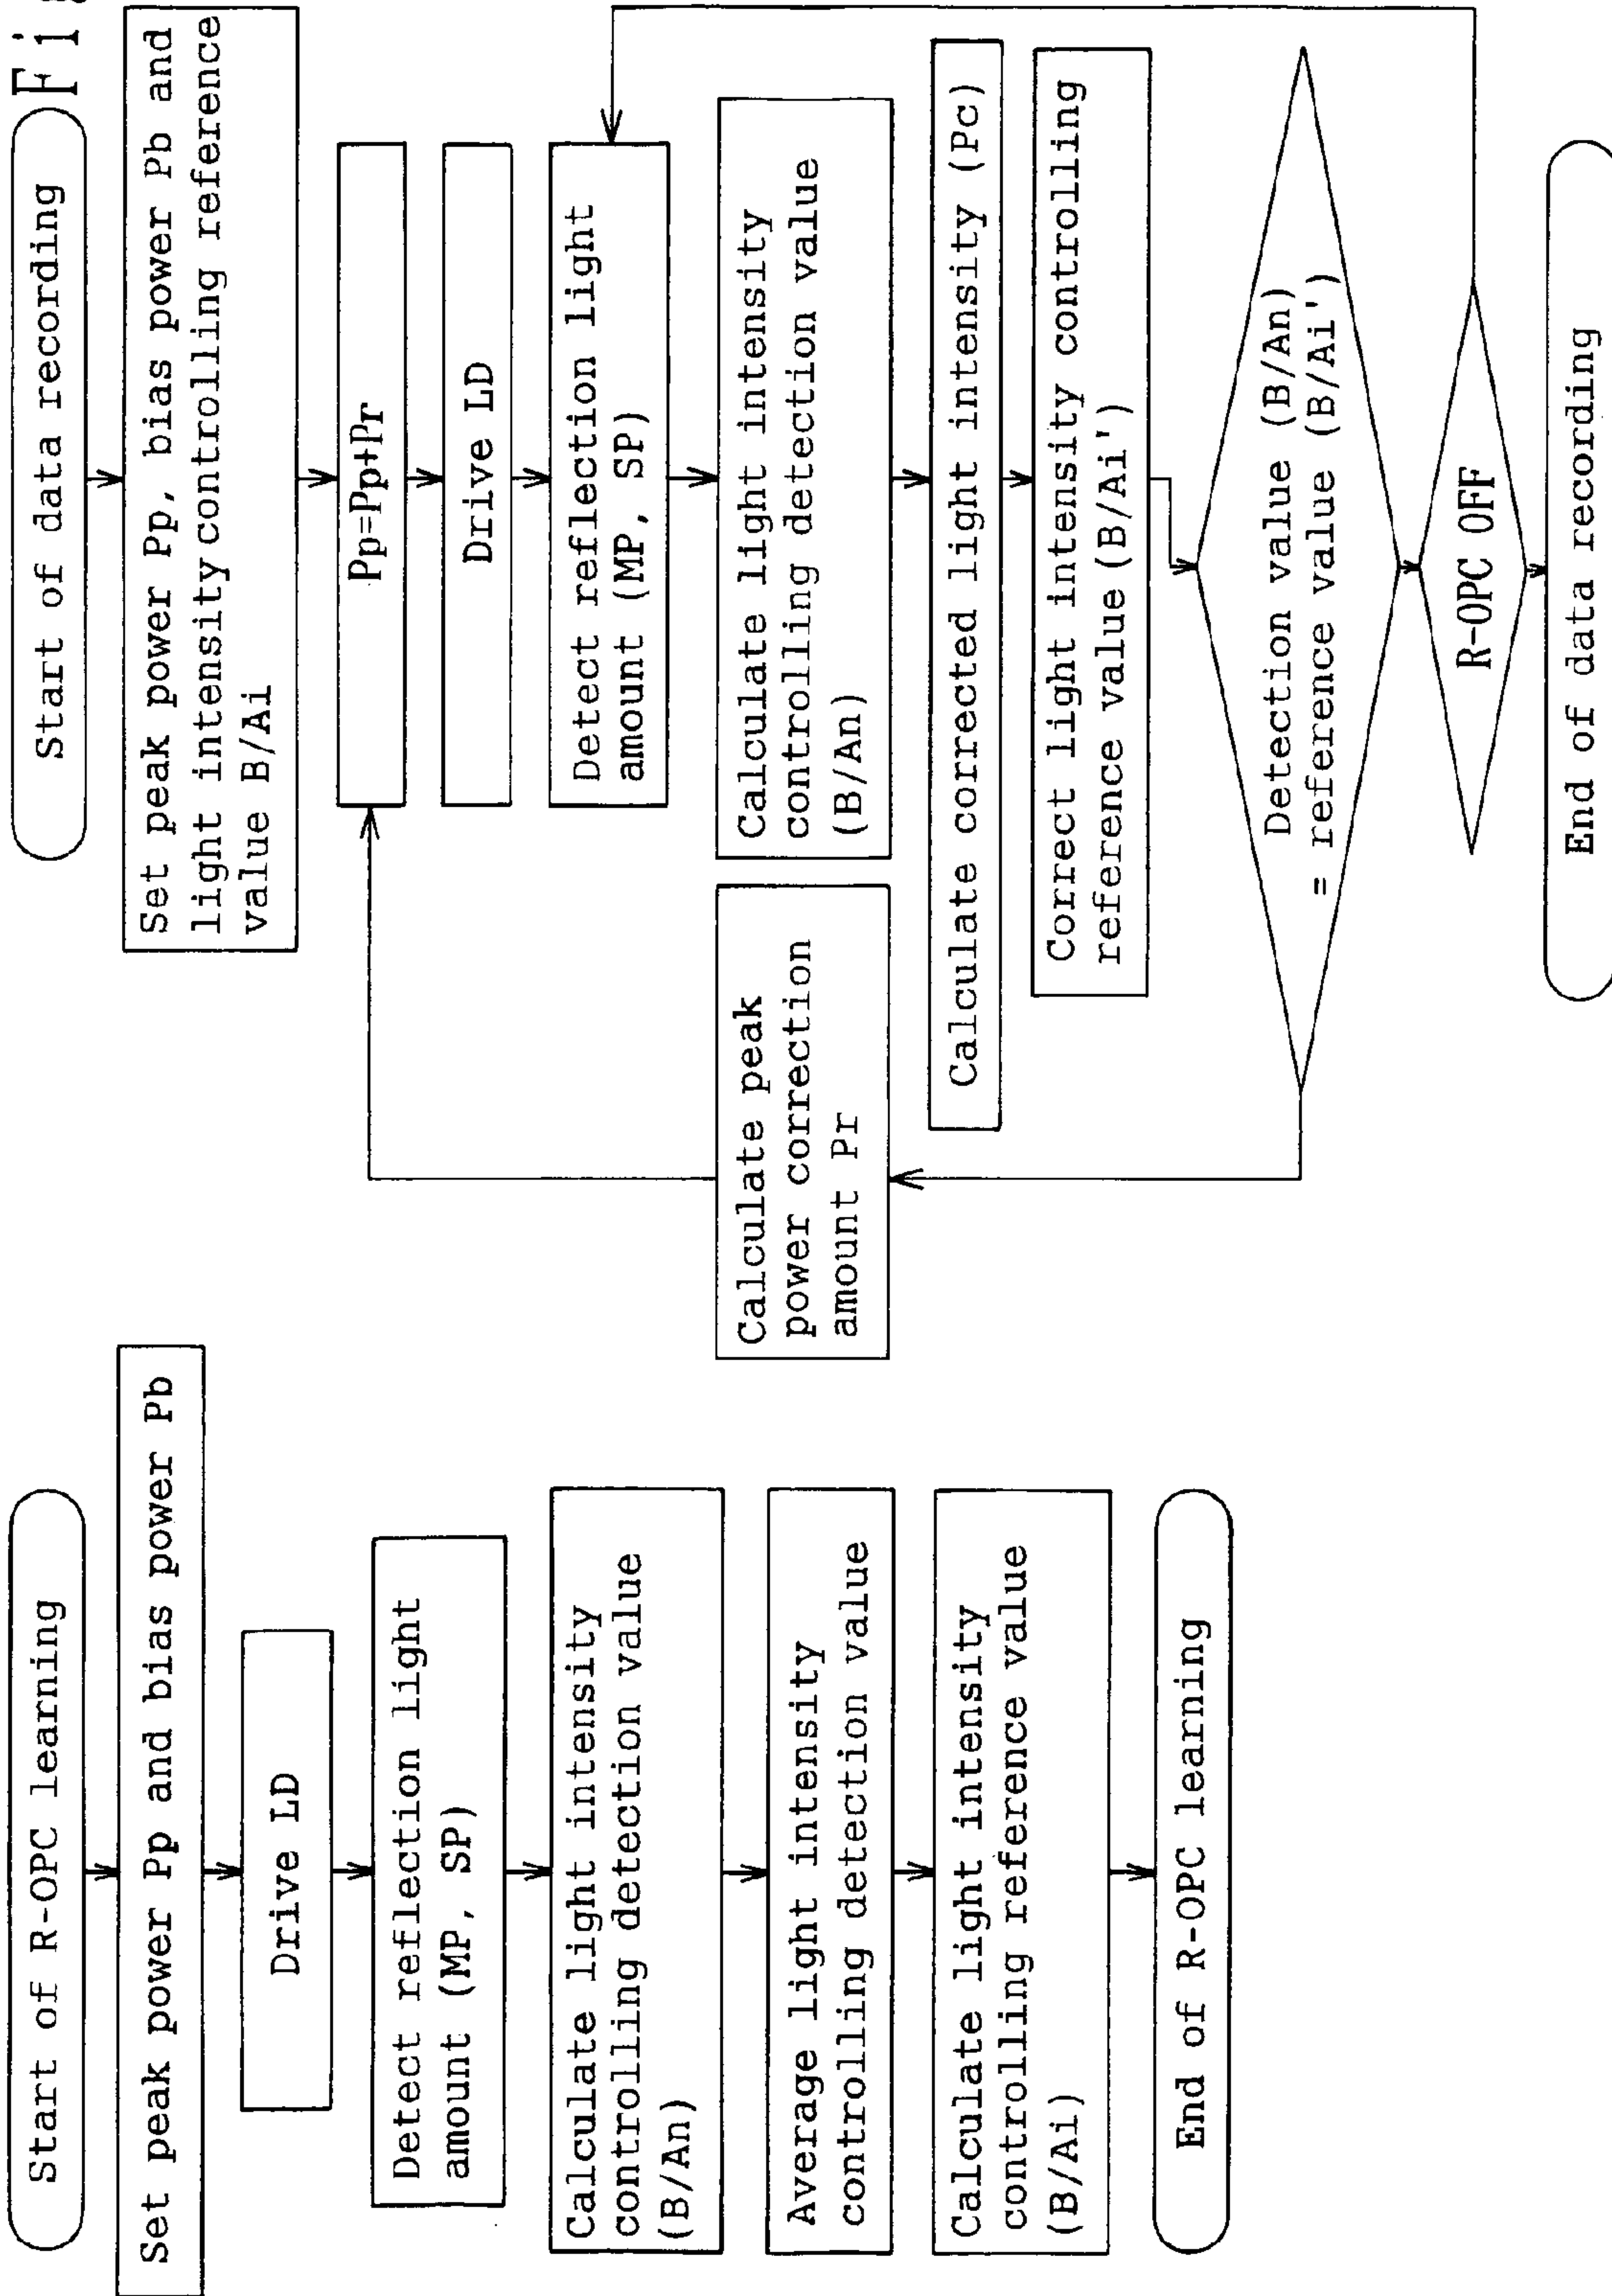 Fi
Start of R-OPC learning
Set peak power Pp and bias power Pb
Drive LD
Detect reflection light
amount (MP, SP)
Calculate light intensity
controlling detection value
(B/An)
Average light intensity
controlling detection value
Calculate light intensity
controlling reference value
(B/Ai)
End of R-OPC learning
Start of data recording
Set peak power Pp, bias power Pb and
light intensity controlling reference
value B/Ai
Pp=Pp+Pr
Drive LD
Detect reflection light
amount (MP, SP)
Calculate light intensity
controlling detection value
(B/An)
Calculate peak
power correction
amount Pr
Calculate corrected light intensity (Pc)
Correct light intensity controlling
reference value (B/Ai')
Detection value (B/An)
= reference value (B/Ai')
R-OPC OFF
End of data recording